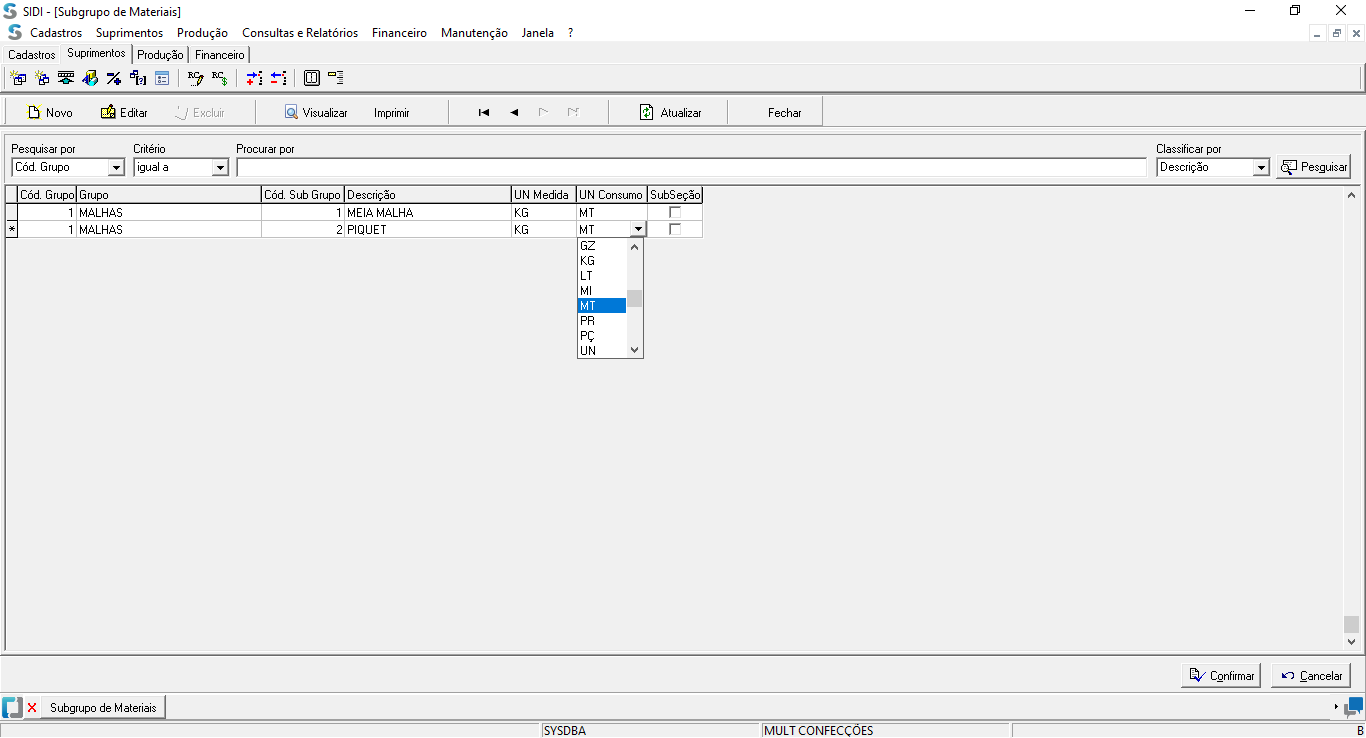 SIDI - [Subgrupo de Materiais]
Cadastros Suprimentos Produção Consultas e Relatórios Financeiro Manutenção Janela ?
Cadastros Suprimentos Produção Financeiro
Novo Editar Excluir Visualizar Imprimir Atualizar Fechar
Pesquisar por Critério Procurar por Classificar por
Cód. Grupo igual a Descrição Pesquisar
Cód. Grupo Grupo Cód. Sub Grupo Descrição UN Medida UN Consumo SubSeção
1 MALHAS 1 MEIA MALHA KG MT
* 1 MALHAS 2 PIQUET KG MT
GZ
KG
LT
MI
MT
PR
PÇ
UN
Confirmar Cancelar
Subgrupo de Materiais
SYSDBA MULT CONFECÇÕES B